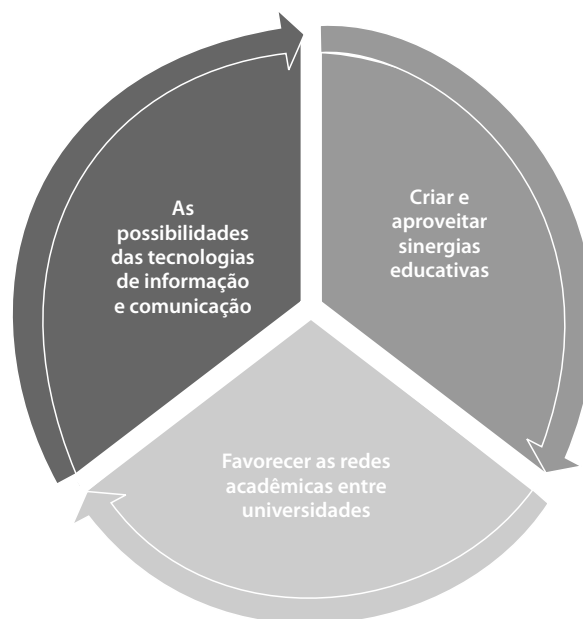 As
possibilidades
das tecnologias
de informação
e comunicação
Criar e
aproveitar
sinergias
educativas
Favorecer as redes
acadêmicas entre
universidades